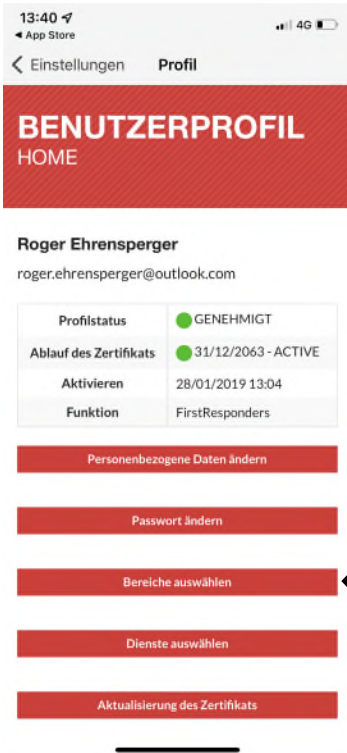 13:40
4G
◀ App Store
Einstellungen Profil
BENUTZERPROFIL
HOME
Roger Ehrensperger
roger.ehrensperger@outlook.com
Profilstatus GENEHMIGT
Ablauf des Zertifikats 31/12/2063 - ACTIVE
Aktivieren 28/01/2019 13:04
Funktion FirstResponders
Personenbezogene Daten ändern
Passwort ändern
Bereiche auswählen
Dienste auswählen
Aktualisierung des Zertifikats